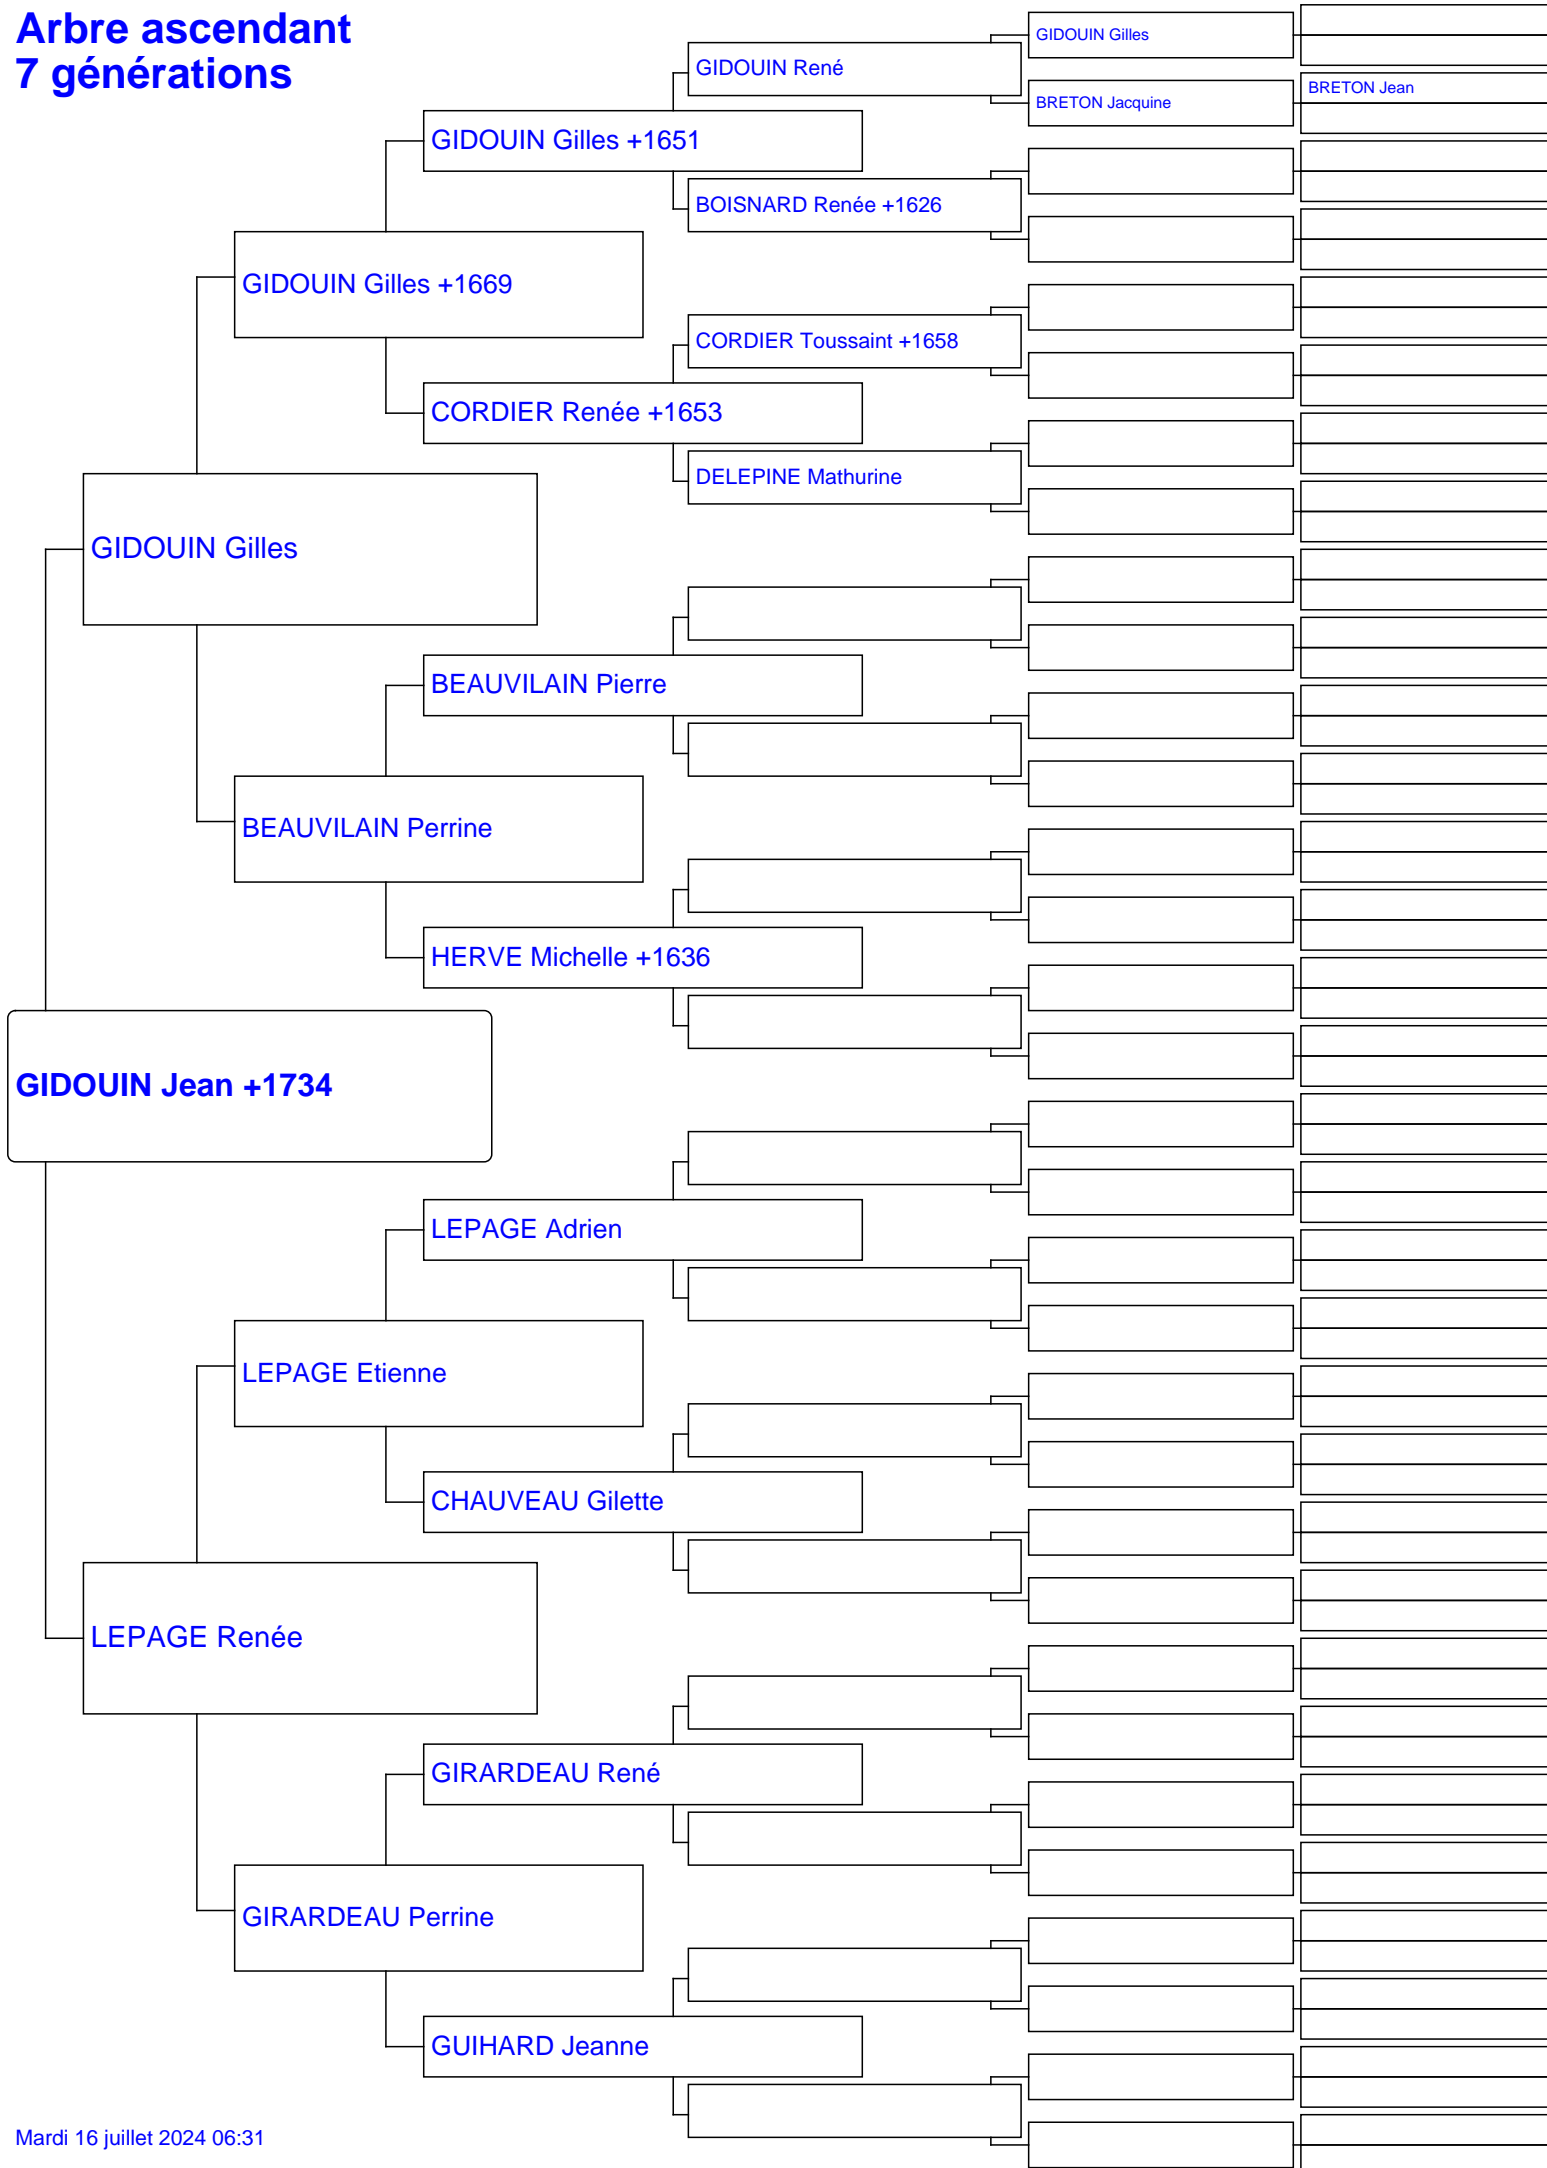 Arbre ascendant
7 générations
GIDOUIN Gilles
GIDOUIN René
BRETON Jean
BRETON Jacquine
GIDOUIN Gilles +1651
BOISNARD Renée +1626
GIDOUIN Gilles +1669
CORDIER Toussaint +1658
CORDIER Renée +1653
DELEPINE Mathurine
GIDOUIN Gilles
BEAUVILAIN Pierre
BEAUVILAIN Perrine
HERVE Michelle +1636
GIDOUIN Jean +1734
LEPAGE Adrien
LEPAGE Etienne
CHAUVEAU Gilette
LEPAGE Renée
GIRARDEAU René
GIRARDEAU Perrine
GUIHARD Jeanne
Mardi 16 juillet 2024 06:31